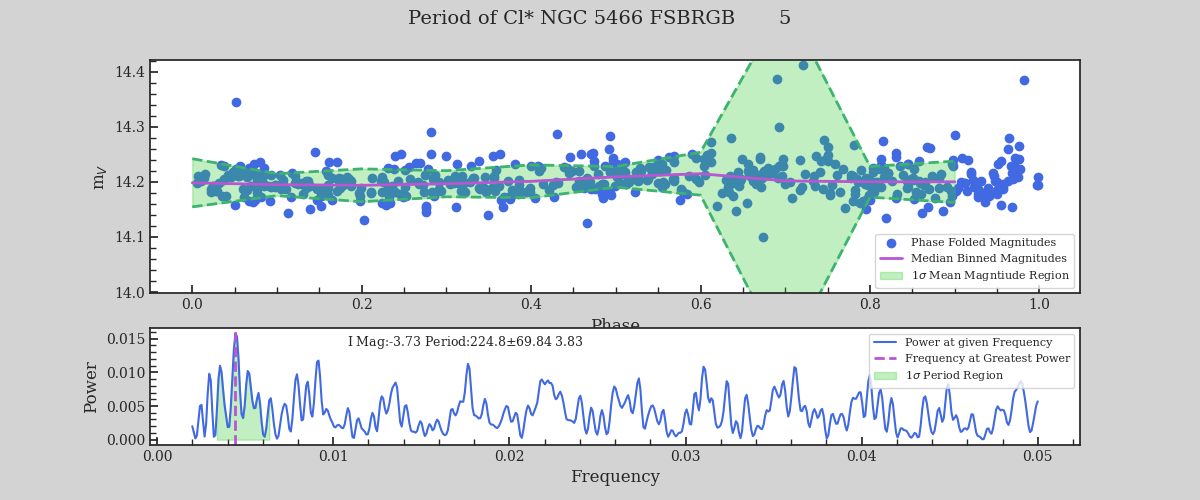 Period of Cl* NGC 5466 FSBRGB 5
14.4
14.3
14.2
14.1
14.0
m_V
Phase Folded Magnitudes
Median Binned Magnitudes
1σ Mean Magntiude Region
0.0 0.2 0.4 0.6 0.8 1.0
Phase
0.015
0.010
0.005
0.000
Power
I Mag:-3.73 Period:224.8±69.84 3.83
Power at given Frequency
Frequency at Greatest Power
1σ Period Region
0.00 0.01 0.02 0.03 0.04 0.05
Frequency